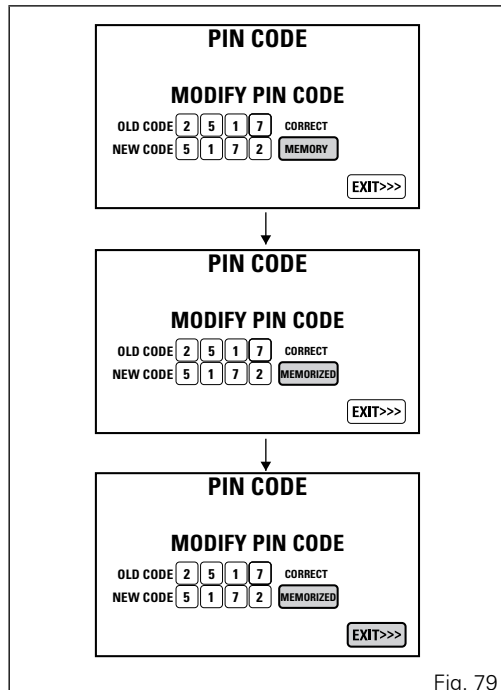 PIN CODE
MODIFY PIN CODE
OLD CODE 2 5 1 7 CORRECT
NEW CODE 5 1 7 2 MEMORY
EXIT>>>
PIN CODE
MODIFY PIN CODE
OLD CODE 2 5 1 7 CORRECT
NEW CODE 5 1 7 2 MEMORIZED
EXIT>>>
PIN CODE
MODIFY PIN CODE
OLD CODE 2 5 1 7 CORRECT
NEW CODE 5 1 7 2 MEMORIZED
EXIT>>>
Fig. 79